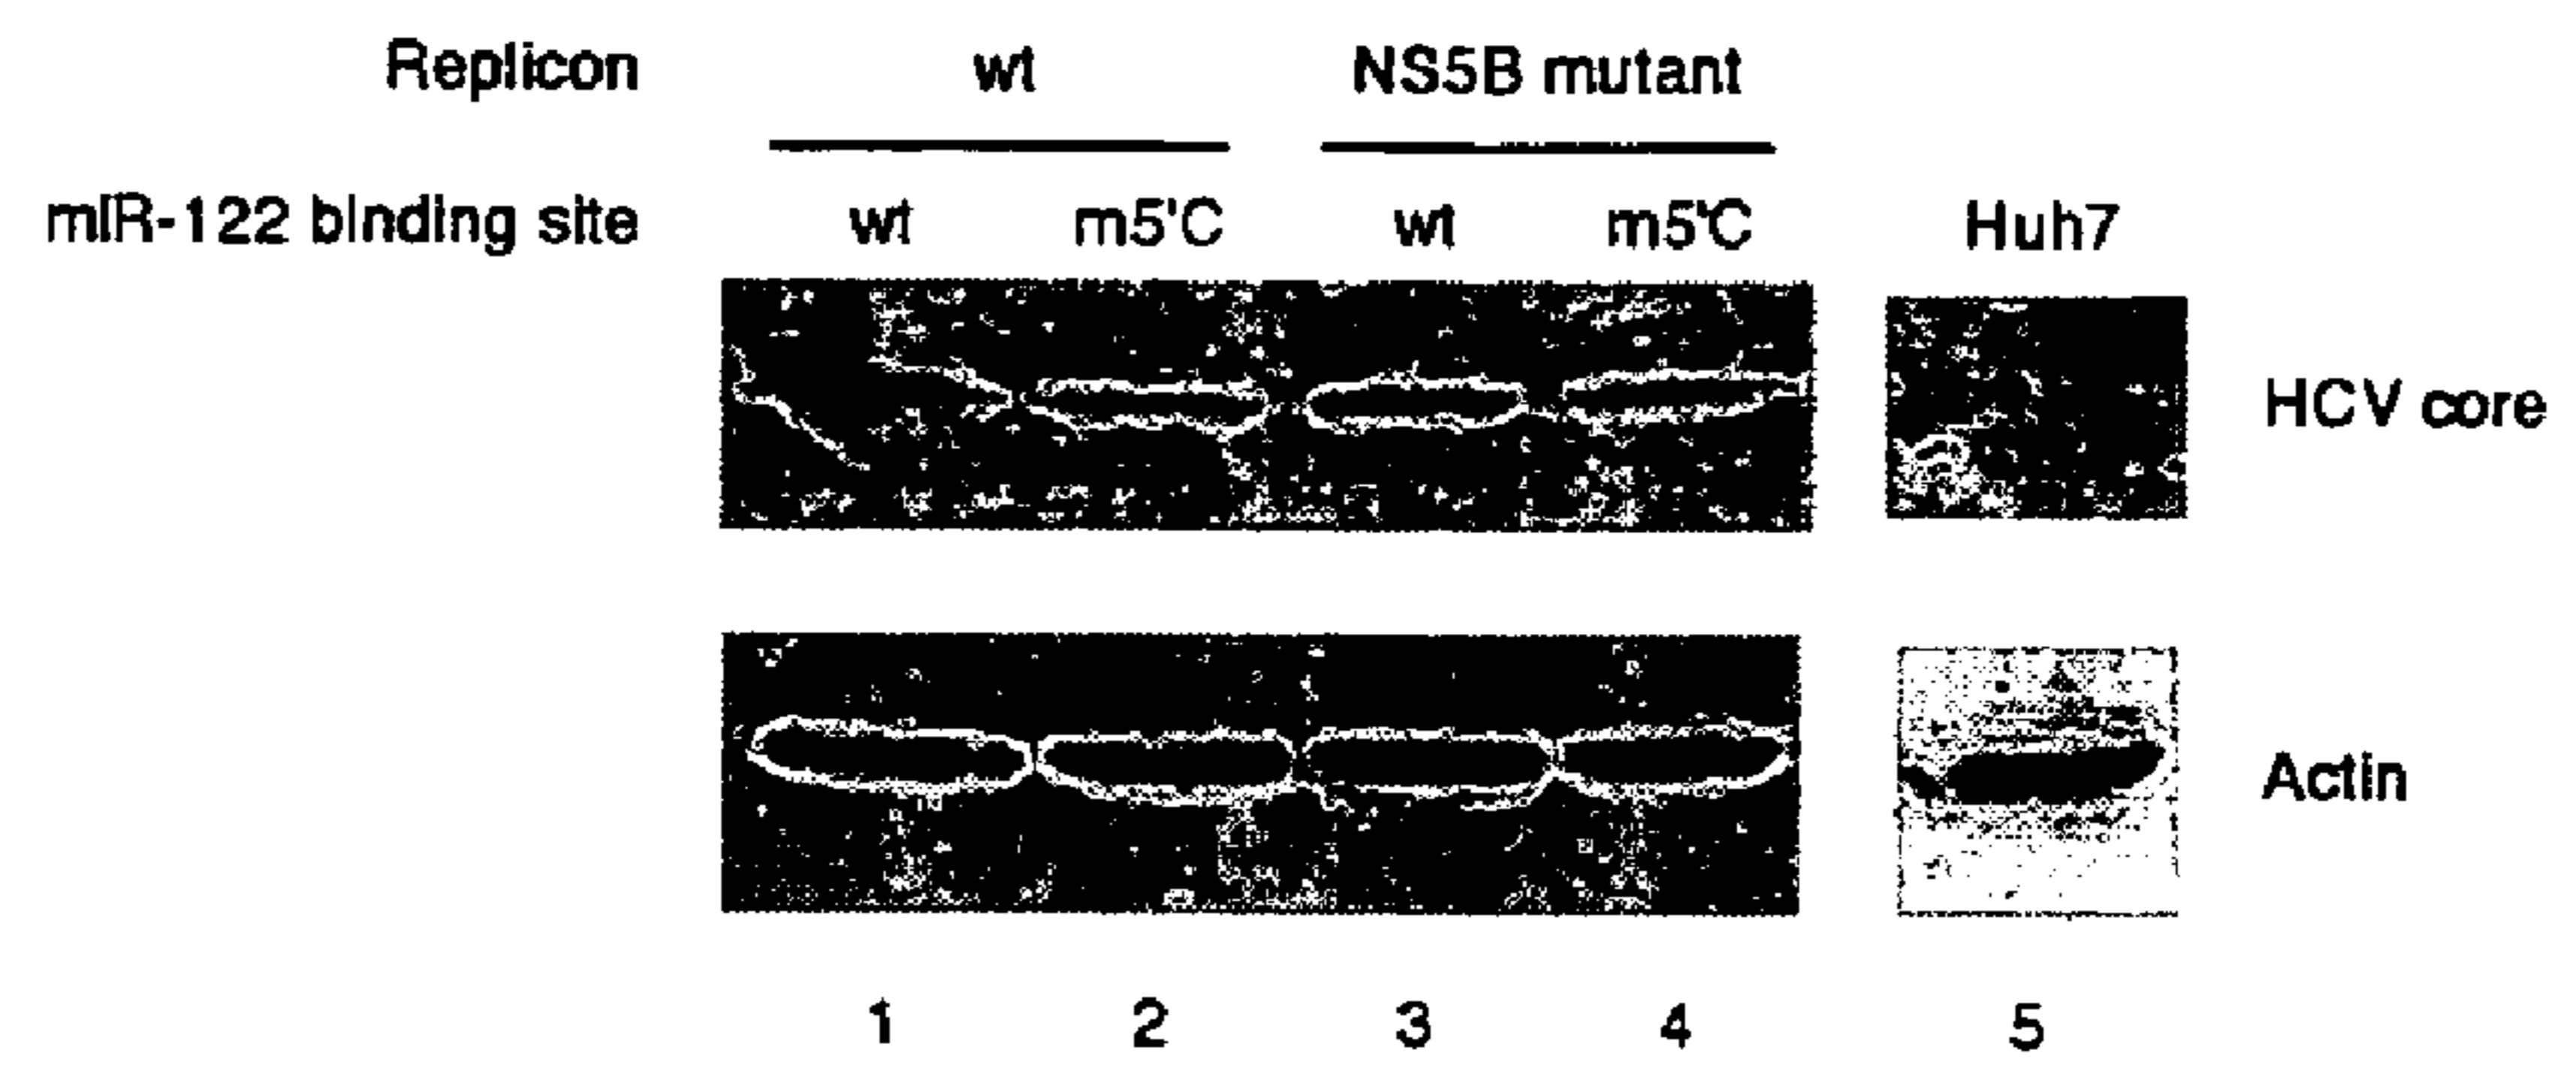 Replicon wt NS5B mutant
miR-122 binding site wt m5'C wt m5'C Huh7
HCV core
Actin
1 2 3 4 5